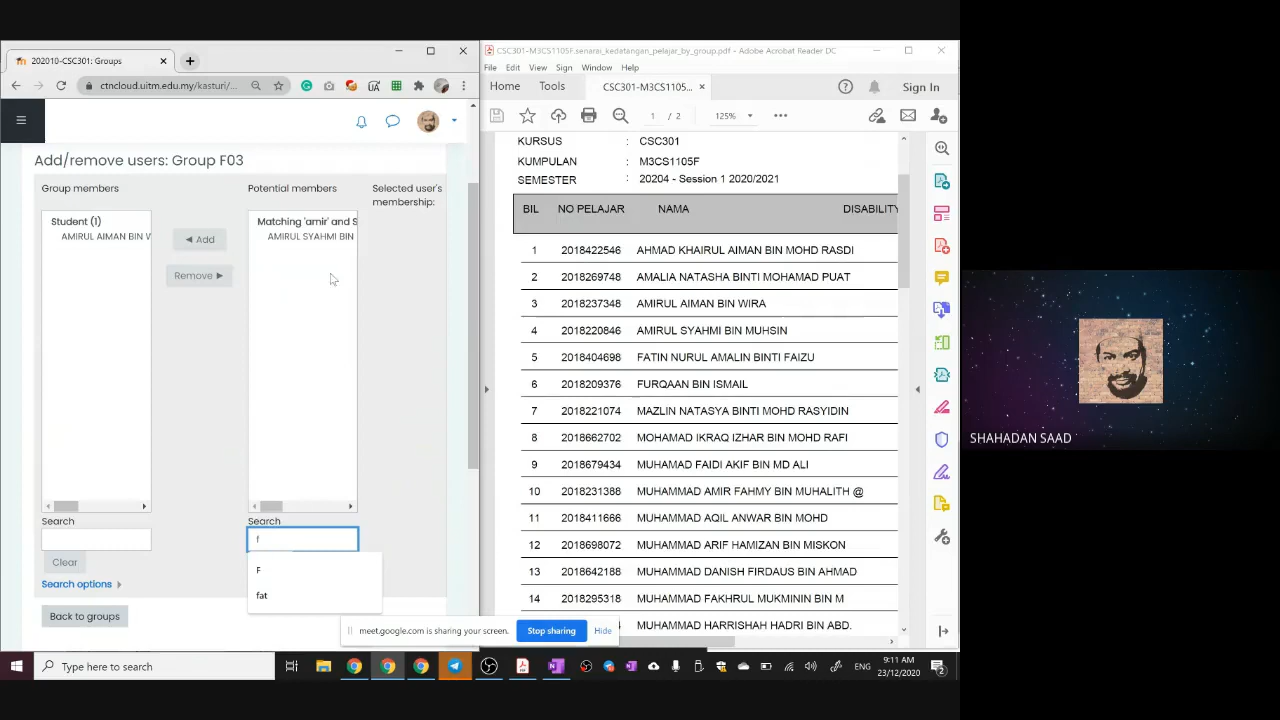 202010-CSC301: Groups
ctncloud.uitm.edu.my/kasturi/...
Add/remove users: Group F03
Group members
Potential members
Selected user's
membership:
Student (1)
AMIRUL AIMAN BIN V
Add
Remove
Matching 'amir' and S
AMIRUL SYAHMI BIN
Search
Clear
Search options
Back to groups
Search
f
F
fat
CSC301-M3CS1105F.senarai_kedatangan_pelajar_by_group.pdf - Adobe Acrobat Reader DC
File Edit View Sign Window Help
Home Tools CSC301-M3CS1105... Sign In
1 / 2 125%
KURSUS : CSC301
KUMPULAN : M3CS1105F
SEMESTER : 20204 - Session 1 2020/2021
BIL NO PELAJAR NAMA DISABILITY
1 2018422546 AHMAD KHAIRUL AIMAN BIN MOHD RASDI
2 2018269748 AMALIA NATASHA BINTI MOHAMAD PUAT
3 2018237348 AMIRUL AIMAN BIN WIRA
4 2018220846 AMIRUL SYAHMI BIN MUHSIN
5 2018404698 FATIN NURUL AMALIN BINTI FAIZU
6 2018209376 FURQAAN BIN ISMAIL
7 2018221074 MAZLIN NATASYA BINTI MOHD RASYIDIN
8 2018662702 MOHAMAD IKRAQ IZHAR BIN MOHD RAFI
9 2018679434 MUHAMAD FAIDI AKIF BIN MD ALI
10 2018231388 MUHAMMAD AMIR FAHMY BIN MUHALITH @
11 2018411666 MUHAMMAD AQIL ANWAR BIN MOHD
12 2018698072 MUHAMMAD ARIF HAMIZAN BIN MISKON
13 2018642188 MUHAMMAD DANISH FIRDAUS BIN AHMAD
14 2018295318 MUHAMMAD FAKHRUL MUKMININ BIN M
MUHAMMAD HARRISHAH HADRI BIN ABD.
meet.google.com is sharing your screen. Stop sharing Hide
Type here to search
ENG
9:11 AM
23/12/2020
2
SHAHADAN SAAD